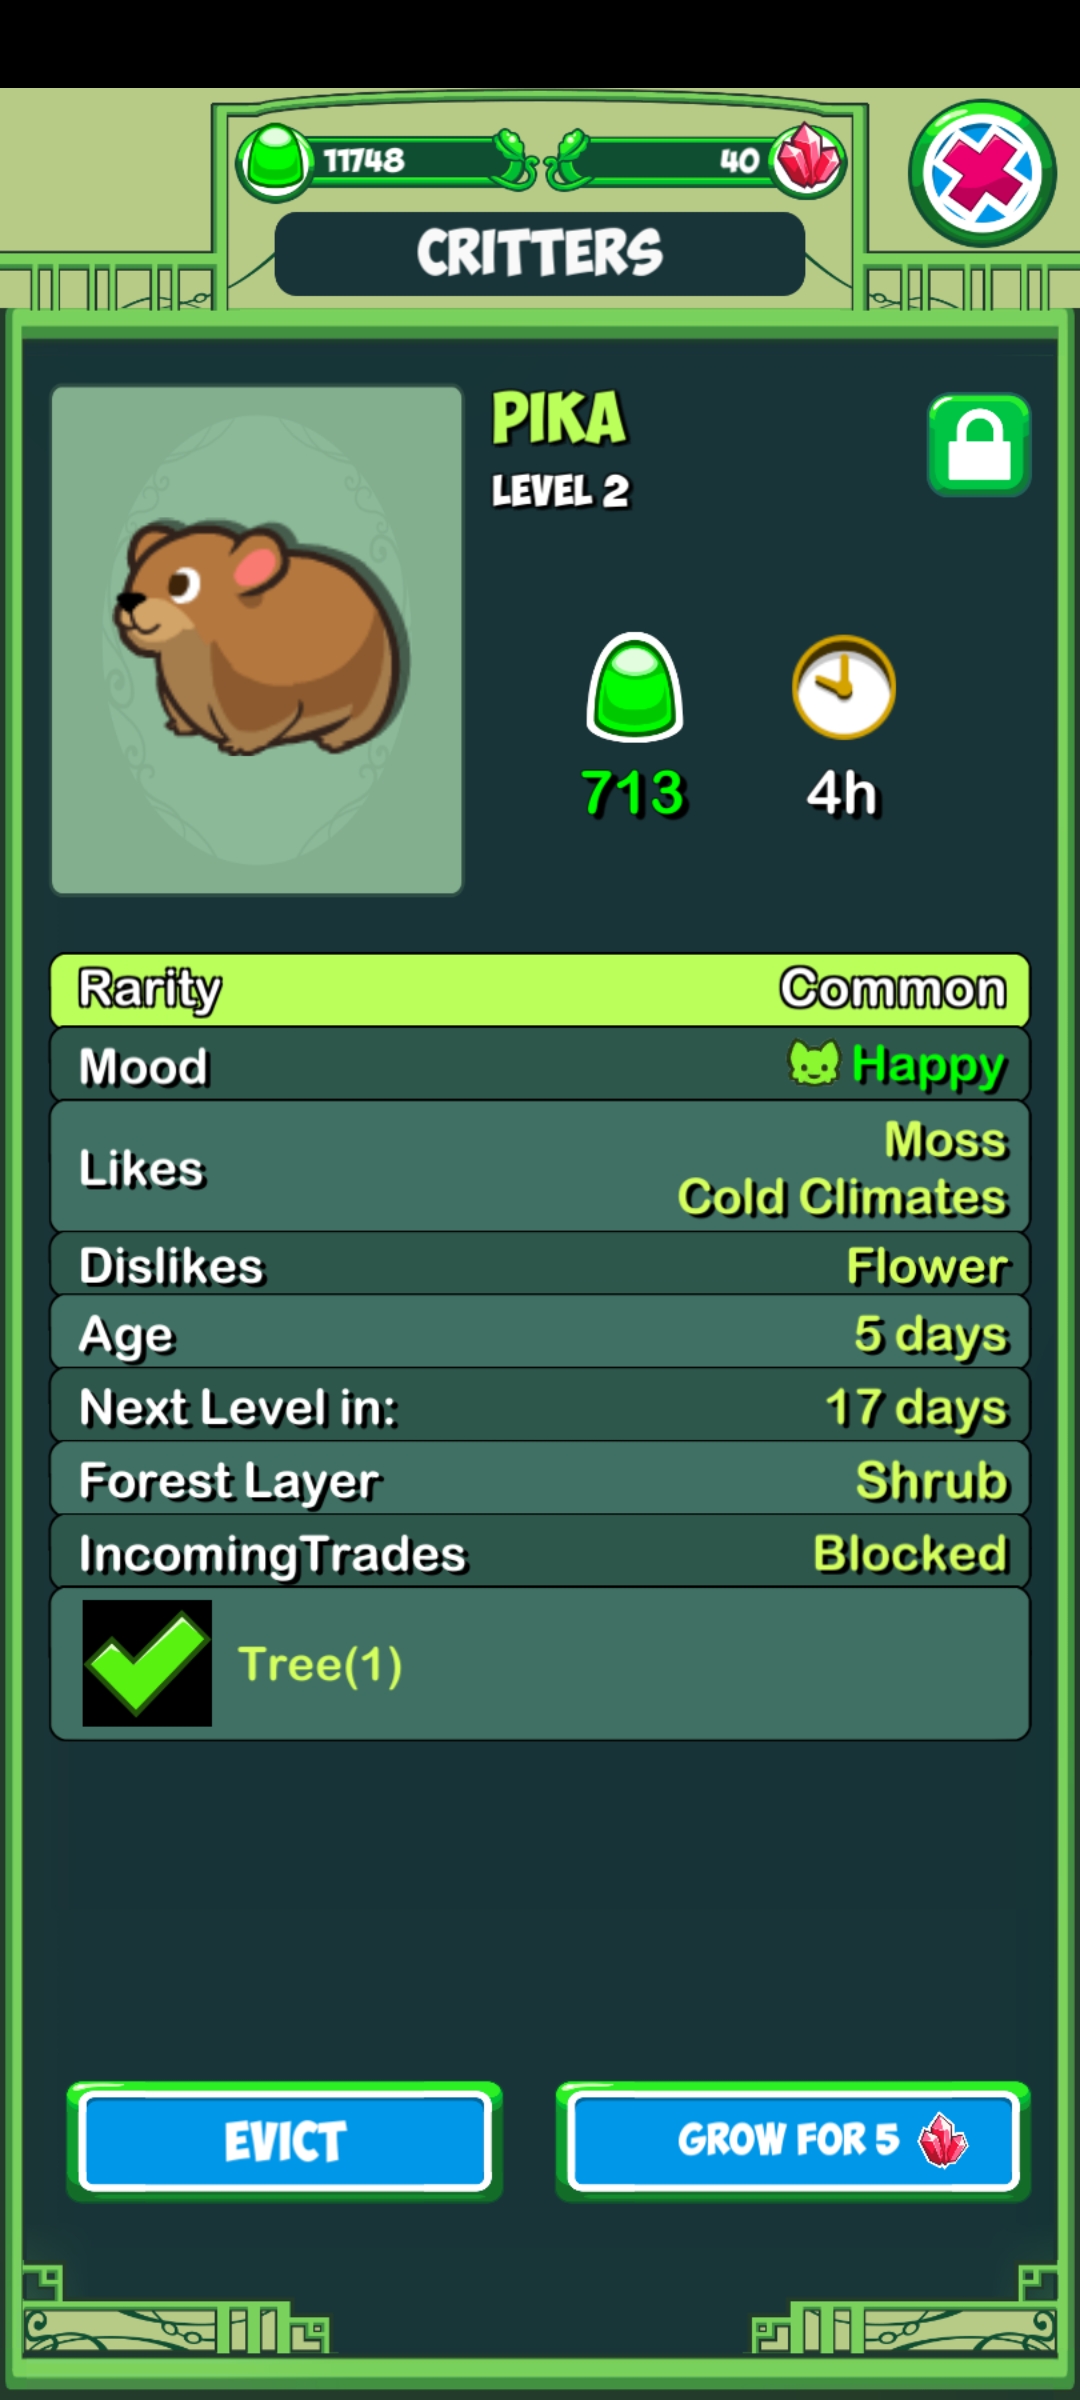 11748
40
CRITTERS
PIKA
LEVEL 2
713
4h
Rarity Common
Mood Happy
Likes Moss
Cold Climates
Dislikes Flower
Age 5 days
Next Level in: 17 days
Forest Layer Shrub
IncomingTrades Blocked
Tree(1)
EVICT
GROW FOR 5